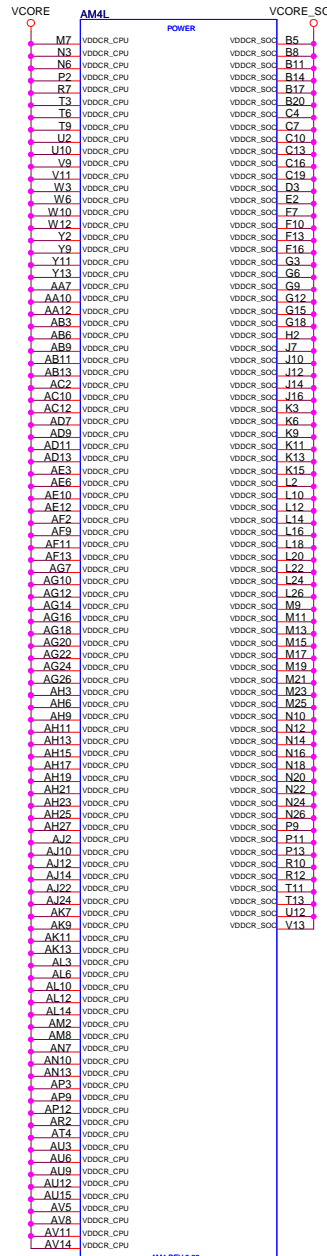 VCORE AM4L VCORE_SO
POWER
M7 VDDCR_CPU VDDCR_SOC B5
N3 VDDCR_CPU VDDCR_SOC B8
N6 VDDCR_CPU VDDCR_SOC B11
P2 VDDCR_CPU VDDCR_SOC B14
R7 VDDCR_CPU VDDCR_SOC B17
T3 VDDCR_CPU VDDCR_SOC B20
T6 VDDCR_CPU VDDCR_SOC C4
T9 VDDCR_CPU VDDCR_SOC C7
U2 VDDCR_CPU VDDCR_SOC C10
U10 VDDCR_CPU VDDCR_SOC C13
V9 VDDCR_CPU VDDCR_SOC C16
V11 VDDCR_CPU VDDCR_SOC C19
W3 VDDCR_CPU VDDCR_SOC D3
W6 VDDCR_CPU VDDCR_SOC E2
W10 VDDCR_CPU VDDCR_SOC F7
W12 VDDCR_CPU VDDCR_SOC F10
Y2 VDDCR_CPU VDDCR_SOC F13
Y9 VDDCR_CPU VDDCR_SOC F16
Y11 VDDCR_CPU VDDCR_SOC G3
Y13 VDDCR_CPU VDDCR_SOC G6
AA7 VDDCR_CPU VDDCR_SOC G9
AA10 VDDCR_CPU VDDCR_SOC G12
AA12 VDDCR_CPU VDDCR_SOC G15
AB3 VDDCR_CPU VDDCR_SOC G18
AB6 VDDCR_CPU VDDCR_SOC H2
AB9 VDDCR_CPU VDDCR_SOC J7
AB11 VDDCR_CPU VDDCR_SOC J10
AB13 VDDCR_CPU VDDCR_SOC J12
AC2 VDDCR_CPU VDDCR_SOC J14
AC10 VDDCR_CPU VDDCR_SOC J16
AC12 VDDCR_CPU VDDCR_SOC K3
AD7 VDDCR_CPU VDDCR_SOC K6
AD9 VDDCR_CPU VDDCR_SOC K9
AD11 VDDCR_CPU VDDCR_SOC K11
AD13 VDDCR_CPU VDDCR_SOC K13
AE3 VDDCR_CPU VDDCR_SOC K15
AE6 VDDCR_CPU VDDCR_SOC L2
AE10 VDDCR_CPU VDDCR_SOC L10
AE12 VDDCR_CPU VDDCR_SOC L12
AF2 VDDCR_CPU VDDCR_SOC L14
AF9 VDDCR_CPU VDDCR_SOC L16
AF11 VDDCR_CPU VDDCR_SOC L18
AF13 VDDCR_CPU VDDCR_SOC L20
AG7 VDDCR_CPU VDDCR_SOC L22
AG10 VDDCR_CPU VDDCR_SOC L24
AG12 VDDCR_CPU VDDCR_SOC L26
AG14 VDDCR_CPU VDDCR_SOC M9
AG16 VDDCR_CPU VDDCR_SOC M11
AG18 VDDCR_CPU VDDCR_SOC M13
AG20 VDDCR_CPU VDDCR_SOC M15
AG22 VDDCR_CPU VDDCR_SOC M17
AG24 VDDCR_CPU VDDCR_SOC M19
AG26 VDDCR_CPU VDDCR_SOC M21
AH3 VDDCR_CPU VDDCR_SOC M23
AH6 VDDCR_CPU VDDCR_SOC M25
AH9 VDDCR_CPU VDDCR_SOC N10
AH11 VDDCR_CPU VDDCR_SOC N12
AH13 VDDCR_CPU VDDCR_SOC N14
AH15 VDDCR_CPU VDDCR_SOC N16
AH17 VDDCR_CPU VDDCR_SOC N18
AH19 VDDCR_CPU VDDCR_SOC N20
AH21 VDDCR_CPU VDDCR_SOC N22
AH23 VDDCR_CPU VDDCR_SOC N24
AH25 VDDCR_CPU VDDCR_SOC N26
AH27 VDDCR_CPU VDDCR_SOC P9
AJ2 VDDCR_CPU VDDCR_SOC P11
AJ10 VDDCR_CPU VDDCR_SOC P13
AJ12 VDDCR_CPU VDDCR_SOC R10
AJ14 VDDCR_CPU VDDCR_SOC R12
AJ22 VDDCR_CPU VDDCR_SOC T11
AJ24 VDDCR_CPU VDDCR_SOC T13
AK7 VDDCR_CPU VDDCR_SOC U12
AK9 VDDCR_CPU VDDCR_SOC V13
AK11 VDDCR_CPU
AK13 VDDCR_CPU
AL3 VDDCR_CPU
AL6 VDDCR_CPU
AL10 VDDCR_CPU
AL12 VDDCR_CPU
AL14 VDDCR_CPU
AM2 VDDCR_CPU
AM8 VDDCR_CPU
AN7 VDDCR_CPU
AN10 VDDCR_CPU
AN13 VDDCR_CPU
AP3 VDDCR_CPU
AP9 VDDCR_CPU
AP12 VDDCR_CPU
AR2 VDDCR_CPU
AT4 VDDCR_CPU
AU3 VDDCR_CPU
AU6 VDDCR_CPU
AU9 VDDCR_CPU
AU12 VDDCR_CPU
AU15 VDDCR_CPU
AV5 VDDCR_CPU
AV8 VDDCR_CPU
AV11 VDDCR_CPU
AV14 VDDCR_CPU